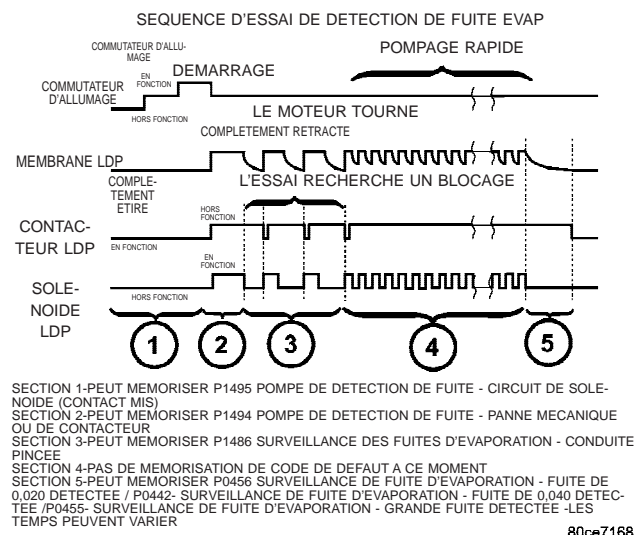 SEQUENCE D'ESSAI DE DETECTION DE FUITE EVAP
COMMUTATEUR D'ALLU-
MAGE
POMPAGE RAPIDE
EN
FONCTION
DEMARRAGE
COMMUTATEUR
D'ALLUMAGE
HORS FONCTION
LE MOTEUR TOURNE
COMPLETEMENT RETRACTE
MEMBRANE LDP
COMPLE-
TEMENT
ETIRE
L'ESSAI RECHERCHE UN BLOCAGE
HORS
FONCTION
CONTAC-
TEUR LDP
EN FONCTION
EN
FONCTION
SOLE-
NOIDE
LDP
HORS FONCTION
1 2 3 4 5
SECTION 1-PEUT MEMORISER P1495 POMPE DE DETECTION DE FUITE - CIRCUIT DE SOLE-
NOIDE (CONTACT MIS)
SECTION 2-PEUT MEMORISER P1494 POMPE DE DETECTION DE FUITE - PANNE MECANIQUE
OU DE CONTACTEUR
SECTION 3-PEUT MEMORISER P1486 SURVEILLANCE DES FUITES D'EVAPORATION - CONDUITE
PINCEE
SECTION 4-PAS DE MEMORISATION DE CODE DE DEFAUT A CE MOMENT
SECTION 5-PEUT MEMORISER P0456 SURVEILLANCE DE FUITE D'EVAPORATION - FUITE DE
0,020 DETECTEE / P0442- SURVEILLANCE DE FUITE D'EVAPORATION - FUITE DE 0,040 DETEC-
TEE /P0455- SURVEILLANCE DE FUITE D'EVAPORATION - GRANDE FUITE DETECTEE -LES
TEMPS PEUVENT VARIER
80ce7168